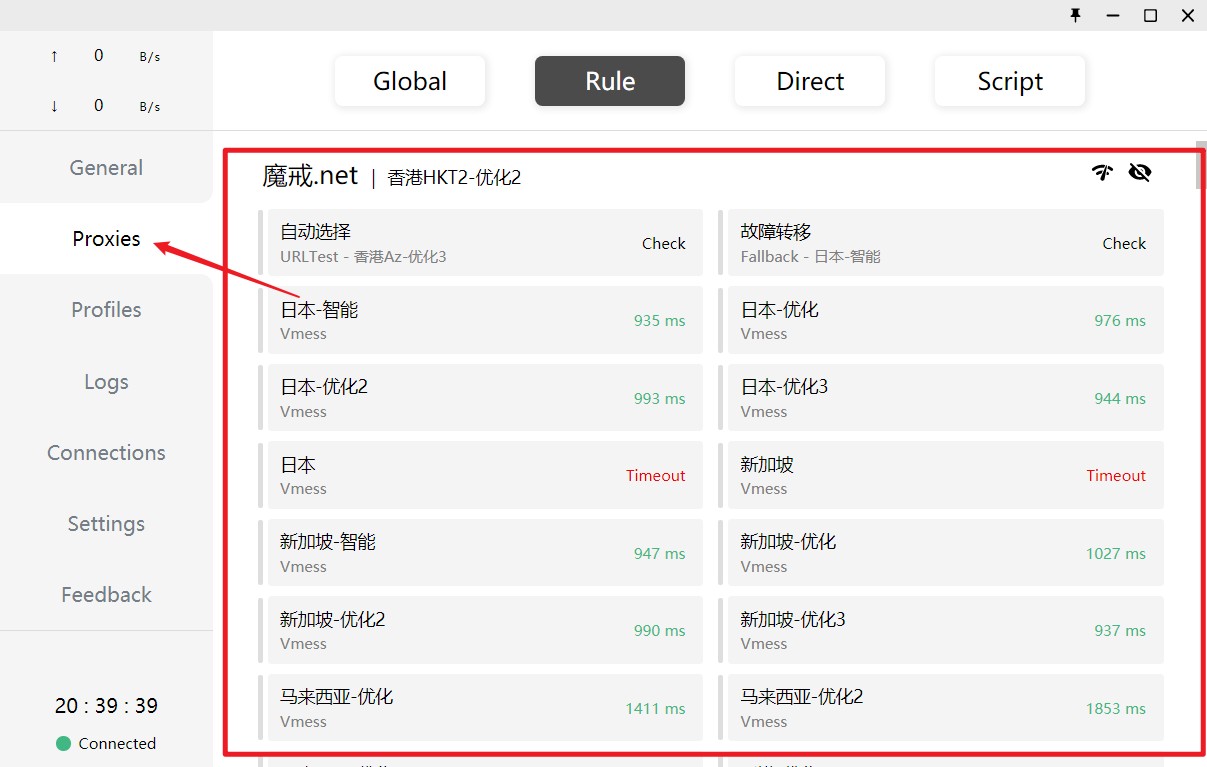 ↑ 0 B/s
↓ 0 B/s
General
Proxies
Profiles
Logs
Connections
Settings
Feedback
20 : 39 : 39
Connected
Global Rule Direct Script
魔戒.net | 香港HKT2-优化2
自动选择
URLTest - 香港Az-优化3
Check
故障转移
Fallback - 日本-智能
Check
日本-智能
Vmess
935 ms
日本-优化
Vmess
976 ms
日本-优化2
Vmess
993 ms
日本-优化3
Vmess
944 ms
日本
Vmess
Timeout
新加坡
Vmess
Timeout
新加坡-智能
Vmess
947 ms
新加坡-优化
Vmess
1027 ms
新加坡-优化2
Vmess
990 ms
新加坡-优化3
Vmess
937 ms
马来西亚-优化
Vmess
1411 ms
马来西亚-优化2
Vmess
1853 ms